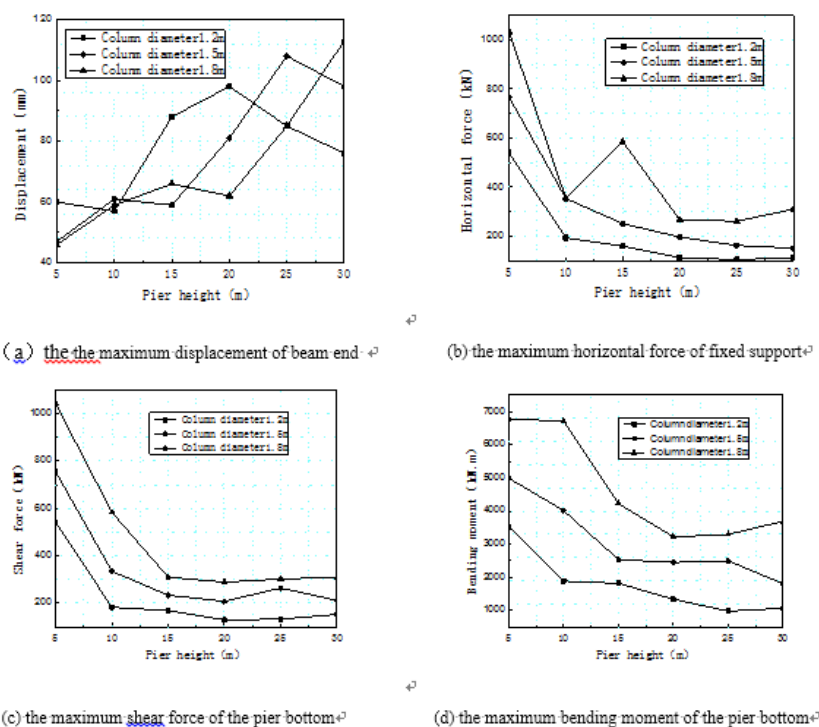 120
100
80
60
40
Displacement (mm)
Column diameter1.2m
Column diameter1.5m
Column diameter1.8m
5 10 15 20 25 30
Pier height (m)
1000
800
600
400
200
Horizontal force (kN)
Column diameter1.2m
Column diameter1.5m
Column diameter1.8m
5 10 15 20 25 30
Pier height (m)
(a) the the maximum displacement of beam end
(b) the maximum horizontal force of fixed support
1000
800
600
400
200
Shear force (kN)
Column diameter1.2m
Column diameter1.5m
Column diameter1.8m
5 10 15 20 25 30
Pier height (m)
7000
6000
5000
4000
3000
2000
1000
Bending moment (kN.m)
Columndiameter1.2m
Columndiameter1.5m
Columndiameter1.8m
5 10 15 20 25 30
Pier height (m)
(c) the maximum shear force of the pier bottom
(d) the maximum bending moment of the pier bottom